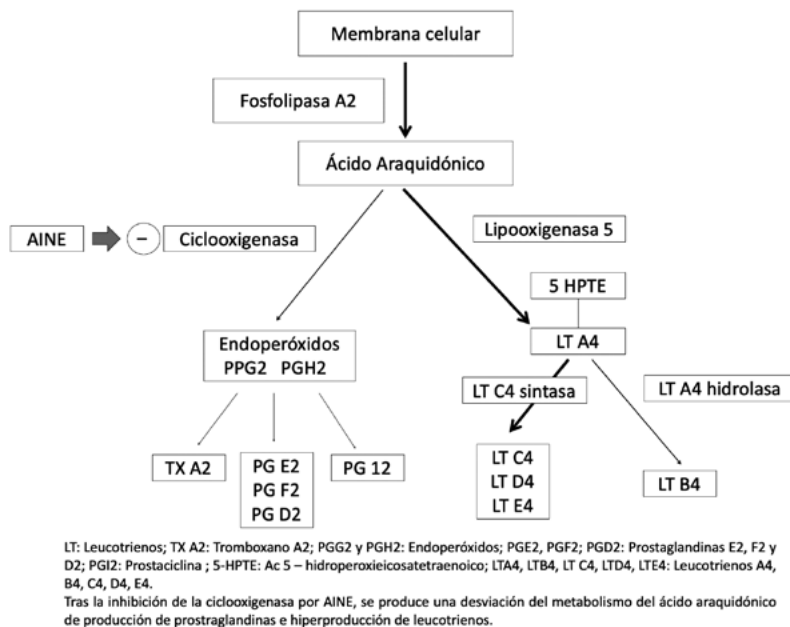 Membrana celular
Fosfolipasa A2
Ácido Araquidónico
AINE
–
Ciclooxigenasa
Lipooxigenasa 5
5 HPTE
LT A4
Endoperóxidos
PPG2 PGH2
LT C4 sintasa
LT A4 hidrolasa
TX A2
PG E2
PG F2
PG D2
PG 12
LT C4
LT D4
LT E4
LT B4
LT: Leucotrienos; TX A2: Tromboxano A2; PGG2 y PGH2: Endoperóxidos; PGE2, PGF2; PGD2: Prostaglandinas E2, F2 y
D2; PGI2: Prostaciclina ; 5-HPTE: Ac 5 – hidroperoxieicosatetraenoico; LTA4, LTB4, LT C4, LTD4, LTE4: Leucotrienos A4,
B4, C4, D4, E4.
Tras la inhibición de la ciclooxigenasa por AINE, se produce una desviación del metabolismo del ácido araquidónico
de producción de prostraglandinas e hiperproducción de leucotrienos.